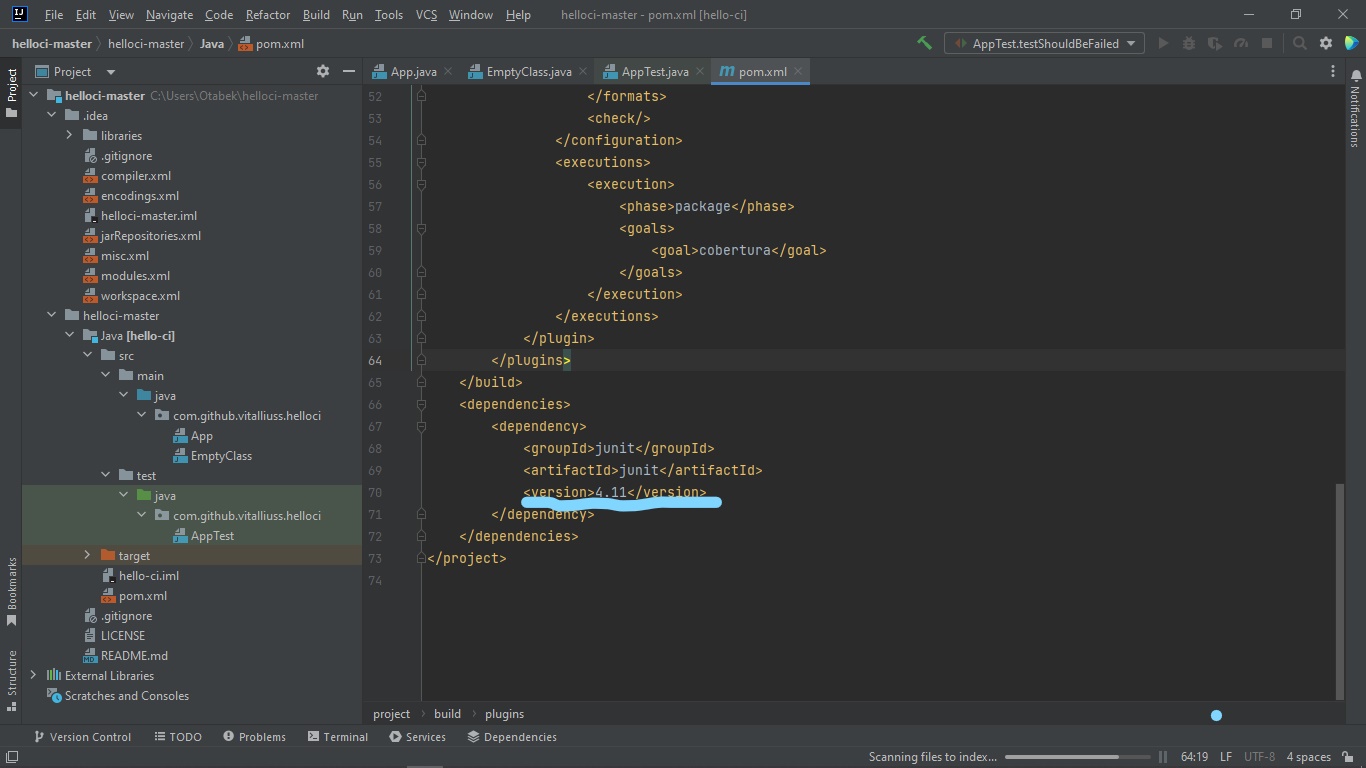 File Edit View Navigate Code Refactor Build Run Tools VCS Window Help helloci-master - pom.xml [hello-ci]
helloci-master helloci-master Java pom.xml AppTest.testShouldBeFailed
Project
App.java EmptyClass.java AppTest.java pom.xml
Project
Bookmarks
Structure
Notifications
helloci-master C:\Users\Otabek\helloci-master
.idea
libraries
.gitignore
compiler.xml
encodings.xml
helloci-master.iml
jarRepositories.xml
misc.xml
modules.xml
workspace.xml
helloci-master
Java [hello-ci]
src
main
java
com.github.vitalliuss.helloci
App
EmptyClass
test
java
com.github.vitalliuss.helloci
AppTest
target
hello-ci.iml
pom.xml
.gitignore
LICENSE
README.md
External Libraries
Scratches and Consoles
52 </formats>
53 <check/>
54 </configuration>
55 <executions>
56 <execution>
57 <phase>package</phase>
58 <goals>
59 <goal>cobertura</goal>
60 </goals>
61 </execution>
62 </executions>
63 </plugin>
64 </plugins>
65 </build>
66 <dependencies>
67 <dependency>
68 <groupId>junit</groupId>
69 <artifactId>junit</artifactId>
70 <version>4.11</version>
71 </dependency>
72 </dependencies>
73 </project>
74
project build plugins
Version Control TODO Problems Terminal Services Dependencies
Scanning files to index... 64:19 LF UTF-8 4 spaces